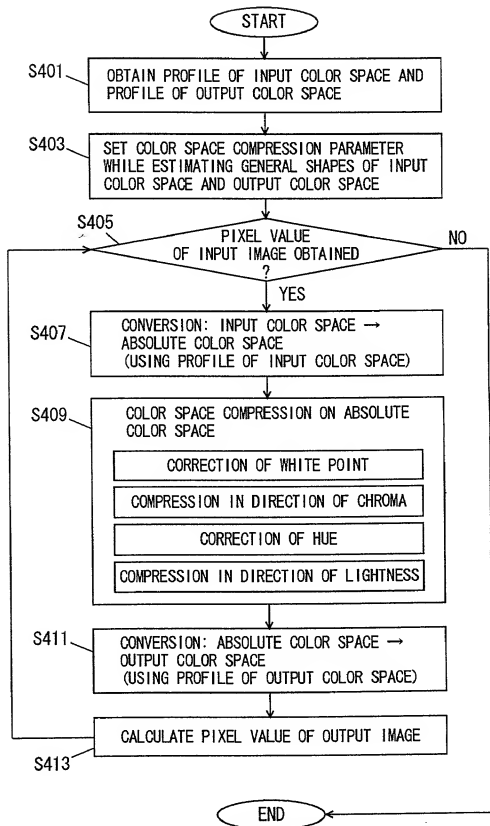 START
S401
OBTAIN PROFILE OF INPUT COLOR SPACE AND
PROFILE OF OUTPUT COLOR SPACE
S403
SET COLOR SPACE COMPRESSION PARAMETER
WHILE ESTIMATING GENERAL SHAPES OF INPUT
COLOR SPACE AND OUTPUT COLOR SPACE
S405
PIXEL VALUE
OF INPUT IMAGE OBTAINED
?
NO
YES
S407
CONVERSION: INPUT COLOR SPACE →
ABSOLUTE COLOR SPACE
(USING PROFILE OF INPUT COLOR SPACE)
S409
COLOR SPACE COMPRESSION ON ABSOLUTE
COLOR SPACE
CORRECTION OF WHITE POINT
COMPRESSION IN DIRECTION OF CHROMA
CORRECTION OF HUE
COMPRESSION IN DIRECTION OF LIGHTNESS
S411
CONVERSION: ABSOLUTE COLOR SPACE →
OUTPUT COLOR SPACE
(USING PROFILE OF OUTPUT COLOR SPACE)
CALCULATE PIXEL VALUE OF OUTPUT IMAGE
S413
END